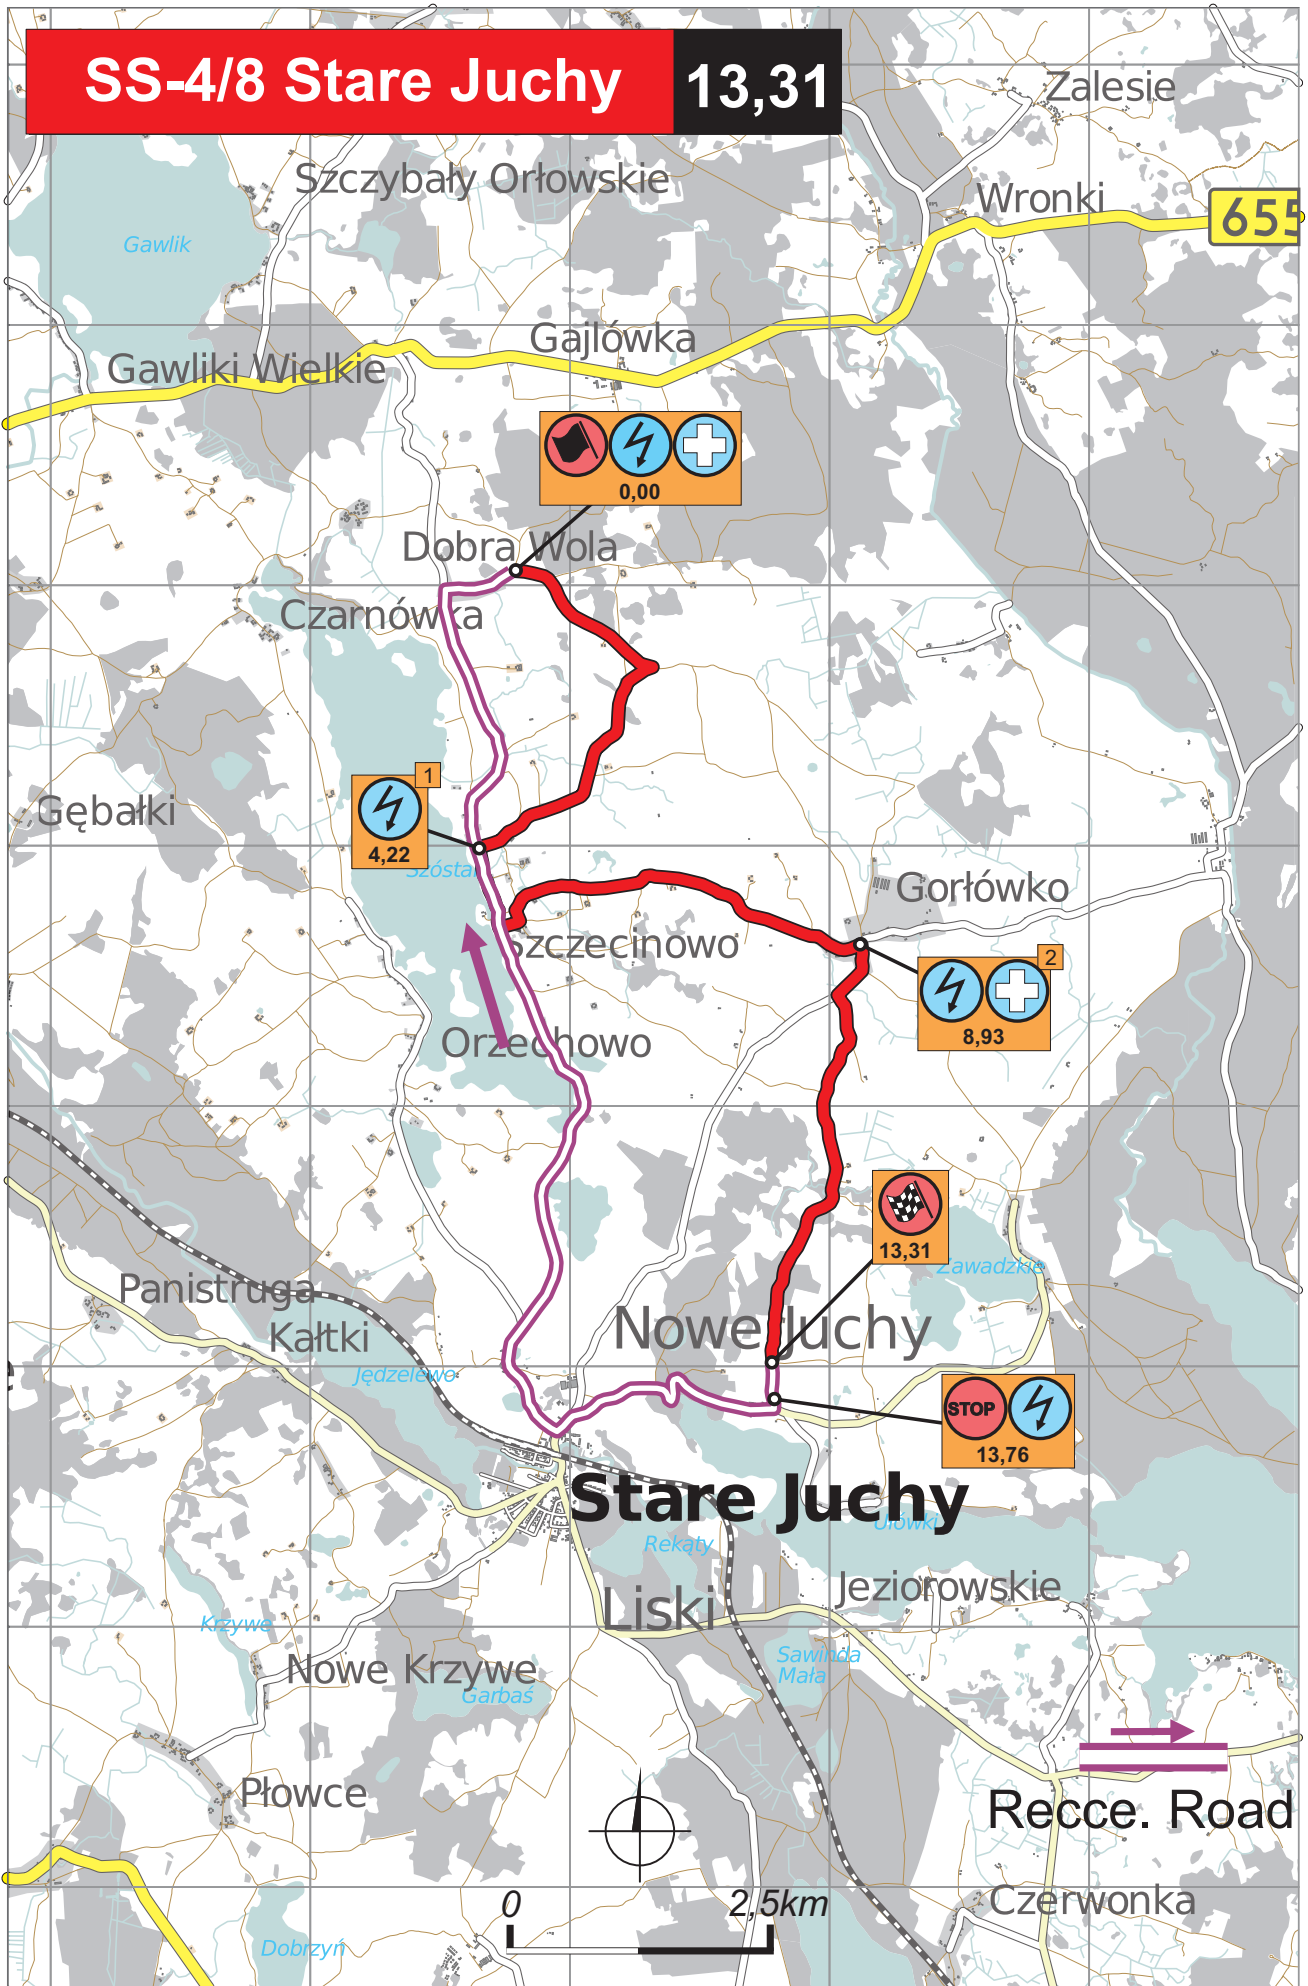 SS-4/8 Stare Juchy 13,31
Zalesie
Szczybały Orłowskie
Wronki
655
Gawlik
Gajlówka
Gawliki Wielkie
0,00
Dobra Wola
Czarnówka
1
Gębałki
4,22
Szóstak
Gorłówko
Szczecinowo
2
8,93
Orzechowo
13,31
Zawadzkie
Panistruga
Kałtki
Nowe Juchy
Jędzelewo
STOP
13,76
Stare Juchy
Ułówki
Rekąty
Jeziorowskie
Liski
Krzywe
Sawinda
Mała
Nowe Krzywe
Garbaś
Płowce
Recce. Road
Czerwonka
0 2,5km
Dobrzyń